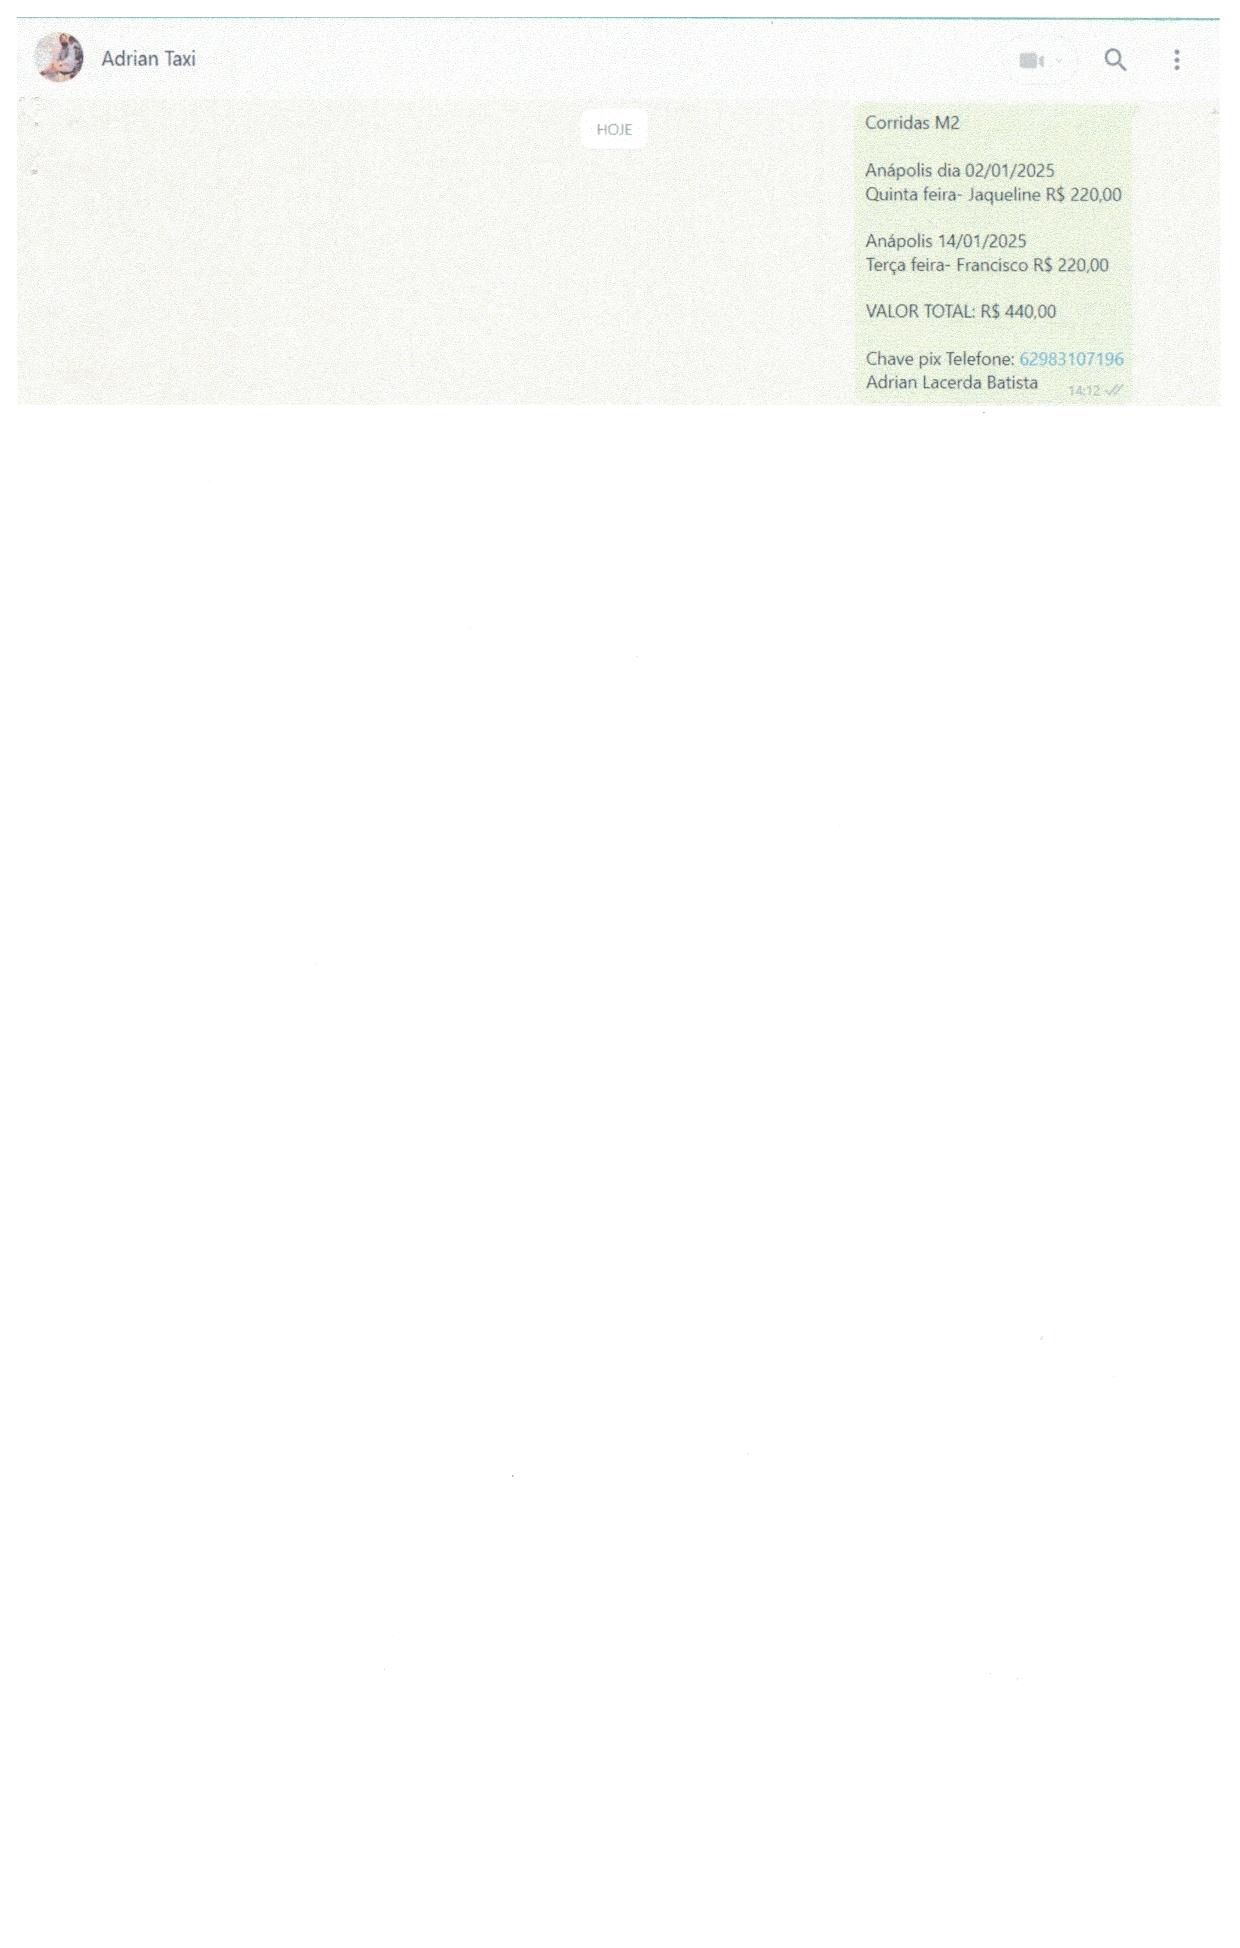 Adrian Taxi
HOJE
Corridas M2
Anápolis dia 02/01/2025
Quinta feira- Jaqueline R$ 220,00
Anápolis 14/01/2025
Terça feira- Francisco R$ 220,00
VALOR TOTAL: R$ 440,00
Chave pix Telefone: 62983107196
Adrian Lacerda Batista
14:12